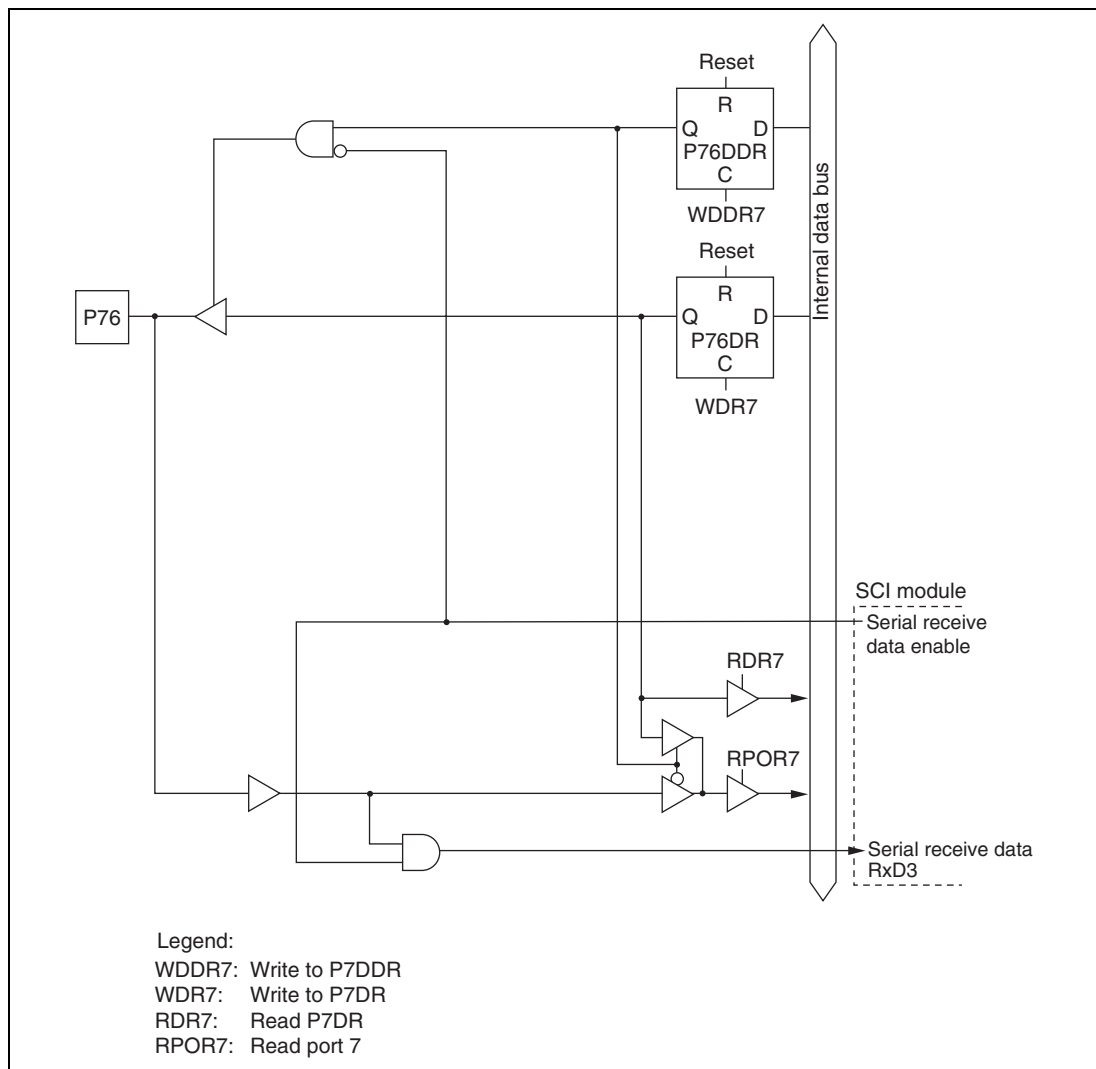 Reset
R
Q D
P76DDR
C
WDDR7
Reset
R
P76
Q D
P76DR
C
WDR7
Internal data bus
SCI module
Serial receive
data enable
RDR7
RPOR7
Serial receive data
RxD3
Legend:
WDDR7: Write to P7DDR
WDR7: Write to P7DR
RDR7: Read P7DR
RPOR7: Read port 7